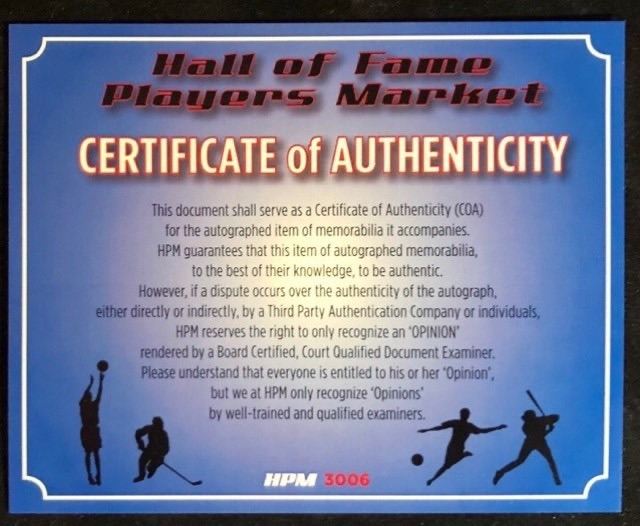 Hall of Fame
Players Market
CERTIFICATE of AUTHENTICITY
This document shall serve as a Certificate of Authenticity (COA)
for the autographed item of memorabilia it accompanies.
HPM guarantees that this item of autographed memorabilia,
to the best of their knowledge, to be authentic.
However, if a dispute occurs over the authenticity of the autograph,
either directly or indirectly, by a Third Party Authentication Company or individuals,
HPM reserves the right to only recognize an 'OPINION'
rendered by a Board Certified, Court Qualified Document Examiner.
Please understand that everyone is entitled to his or her 'Opinion',
but we at HPM only recognize 'Opinions'
by well-trained and qualified examiners.
HPM 3006